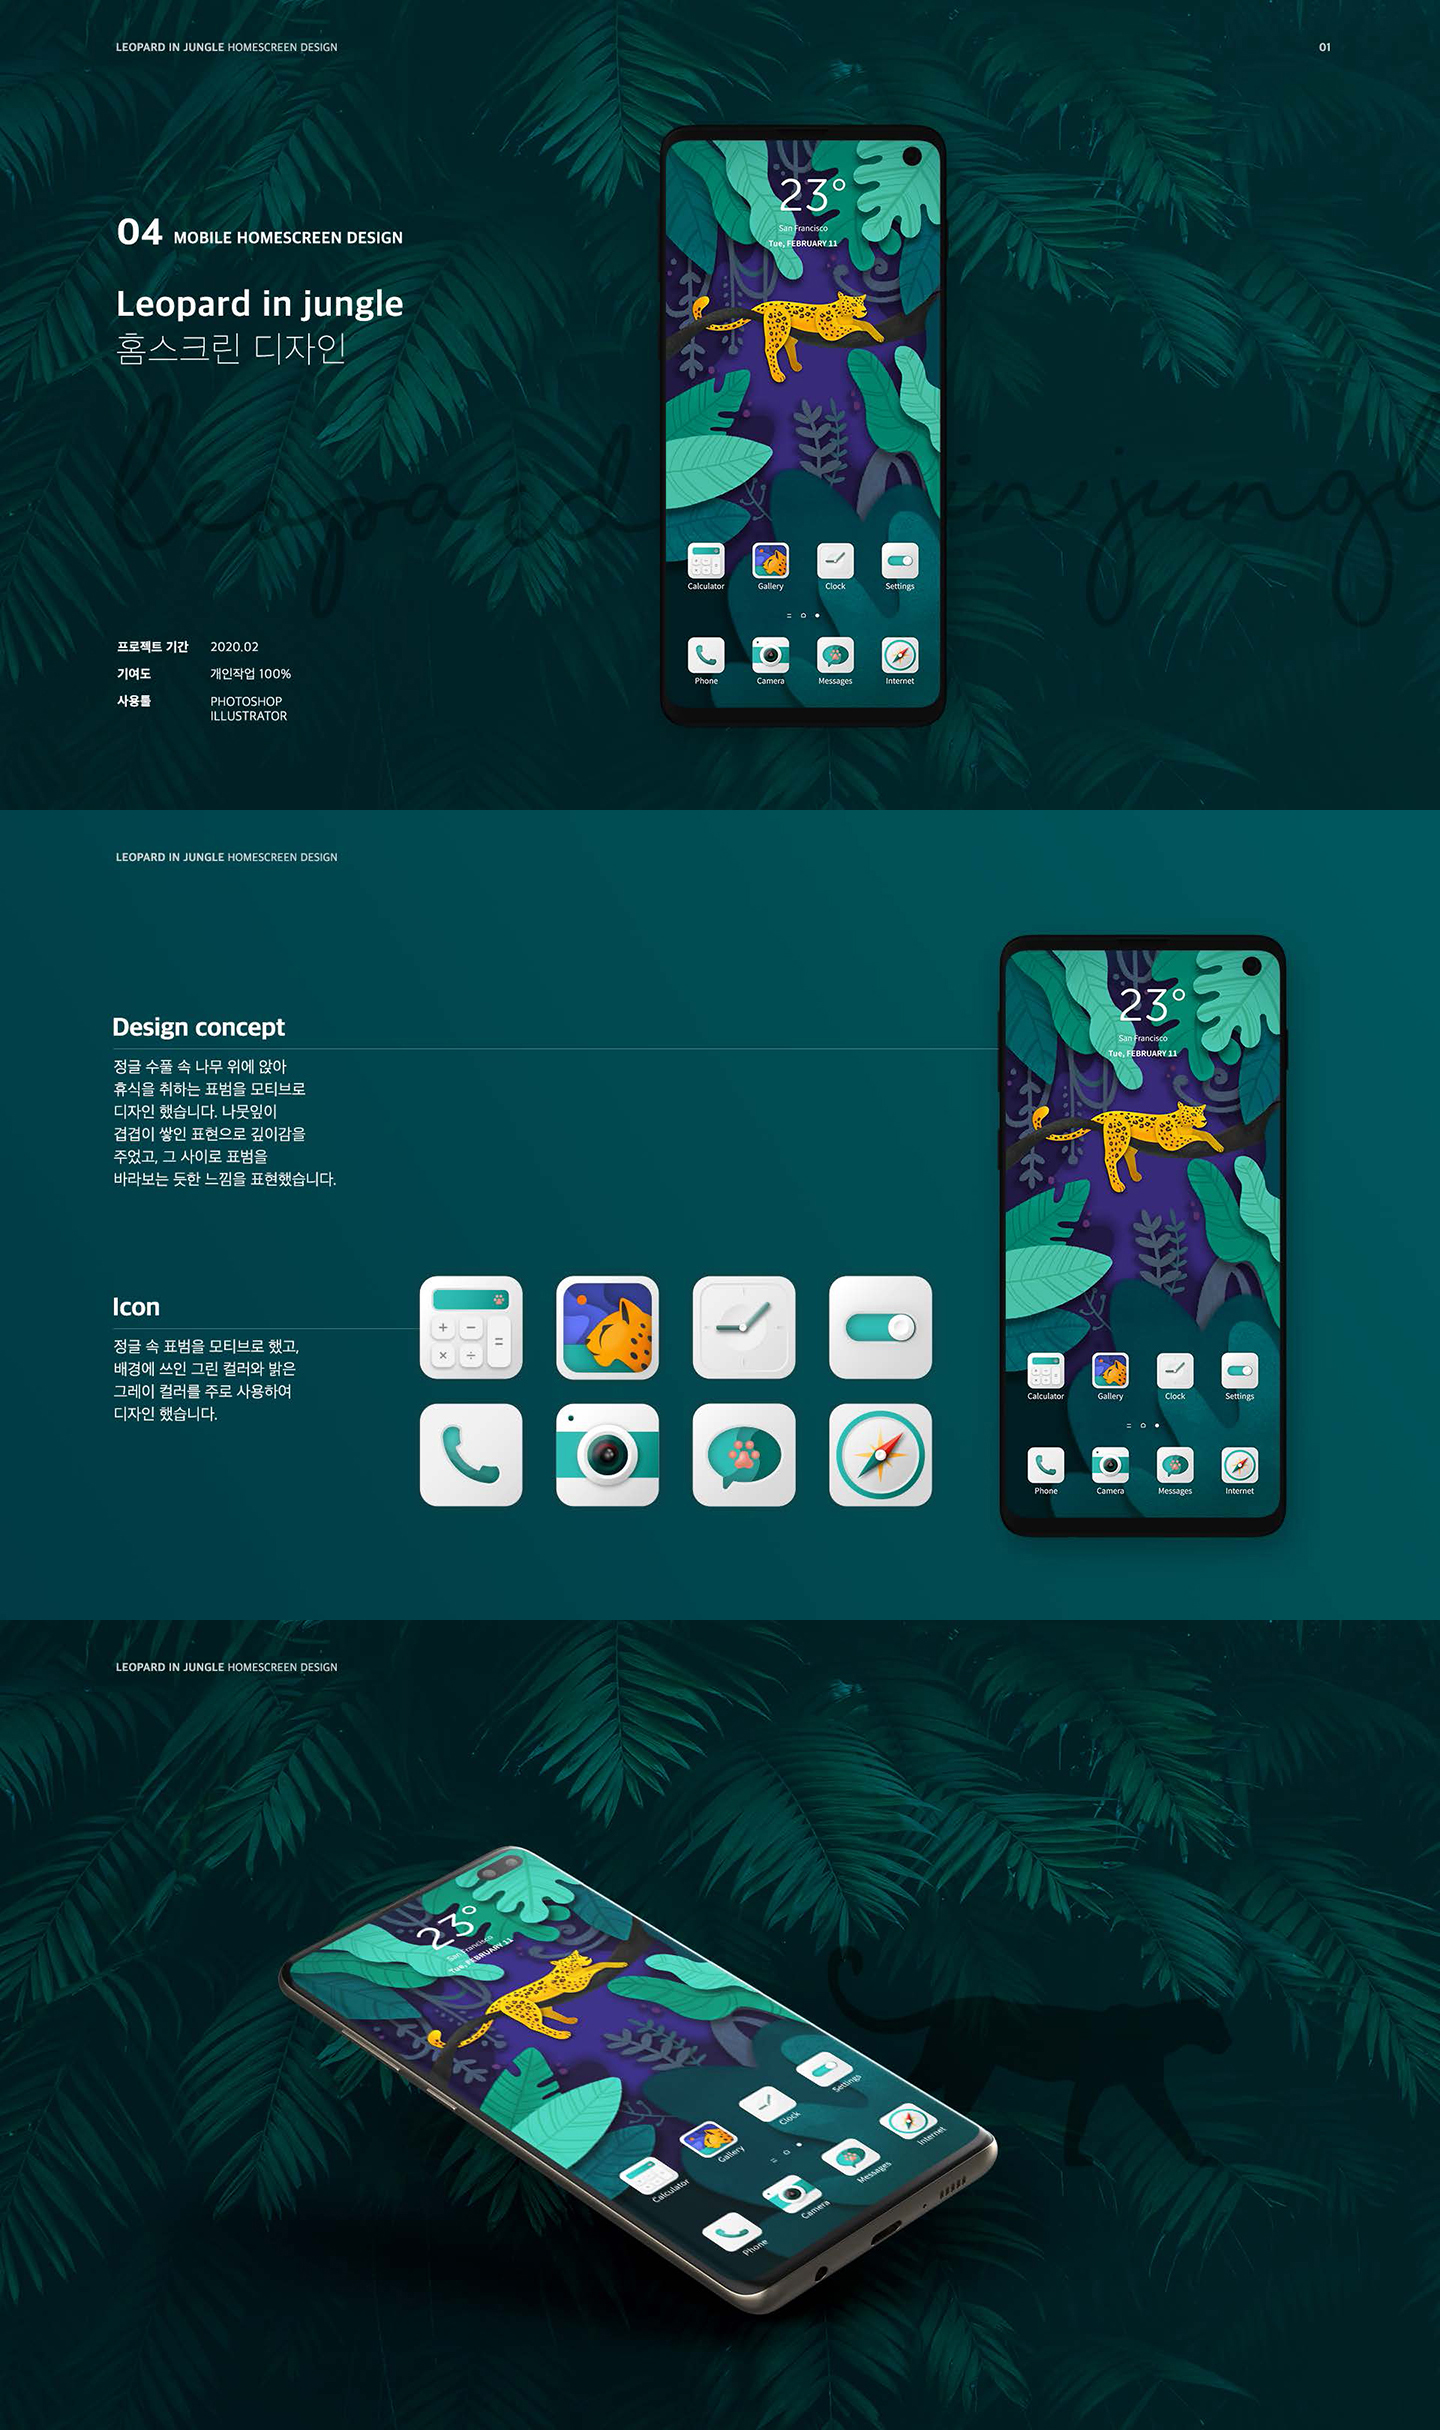 LEOPARD IN JUNGLE HOMESCREEN DESIGN
01
04 MOBILE HOMESCREEN DESIGN
Leopard in jungle
홈스크린 디자인
leopard in jungl
프로젝트 기간 2020.02
기여도 개인작업 100%
사용툴 PHOTOSHOP
ILLUSTRATOR
23°
San Francisco
Tue, FEBRUARY 11
Calculator Gallery Clock Settings
Phone Camera Messages Internet
LEOPARD IN JUNGLE HOMESCREEN DESIGN
Design concept
정글 수풀 속 나무 위에 앉아
휴식을 취하는 표범을 모티브로
디자인 했습니다. 나뭇잎이
겹겹이 쌓인 표현으로 깊이감을
주었고, 그 사이로 표범을
바라보는 듯한 느낌을 표현했습니다.
Icon
정글 속 표범을 모티브로 했고,
배경에 쓰인 그린 컬러와 밝은
그레이 컬러를 주로 사용하여
디자인 했습니다.
+ − =
× ÷
23°
San Francisco
Tue, FEBRUARY 11
Calculator Gallery Clock Settings
Phone Camera Messages Internet
LEOPARD IN JUNGLE HOMESCREEN DESIGN
23°
San Francisco
Tue, FEBRUARY 11
Calculator Gallery Clock Settings
Phone Camera Messages Internet